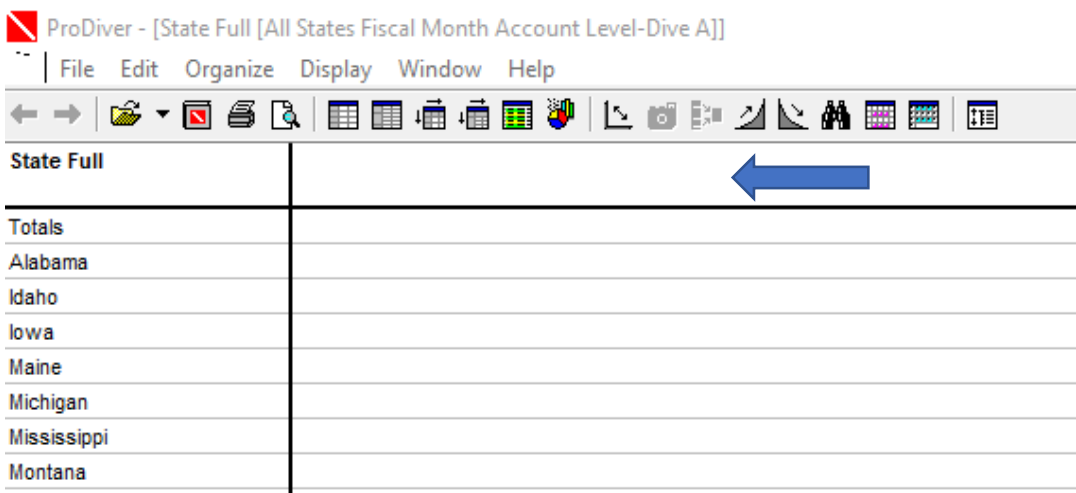 ProDiver - [State Full [All States Fiscal Month Account Level-Dive A]]
File Edit Organize Display Window Help
State Full
Totals
Alabama
Idaho
Iowa
Maine
Michigan
Mississippi
Montana